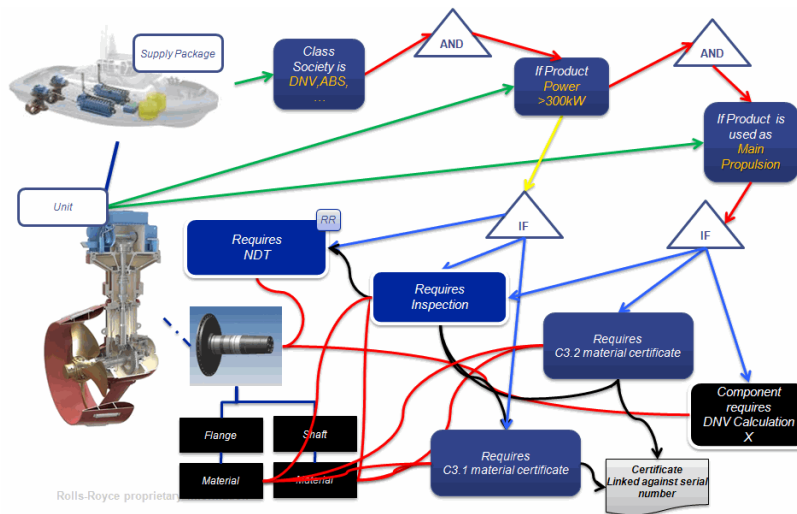 Supply Package
Class
Society is
DNV,ABS,
...
AND
If Product
Power
>300kW
AND
If Product is
used as
Main
Propulsion
Unit
RR
Requires
NDT
IF
IF
Requires
Inspection
Requires
C3.2 material certificate
Component
requires
DNV Calculation
X
Flange
Shaft
Material
Material
Requires
C3.1 material certificate
Certificate
Linked against serial
number
Rolls-Royce proprietary